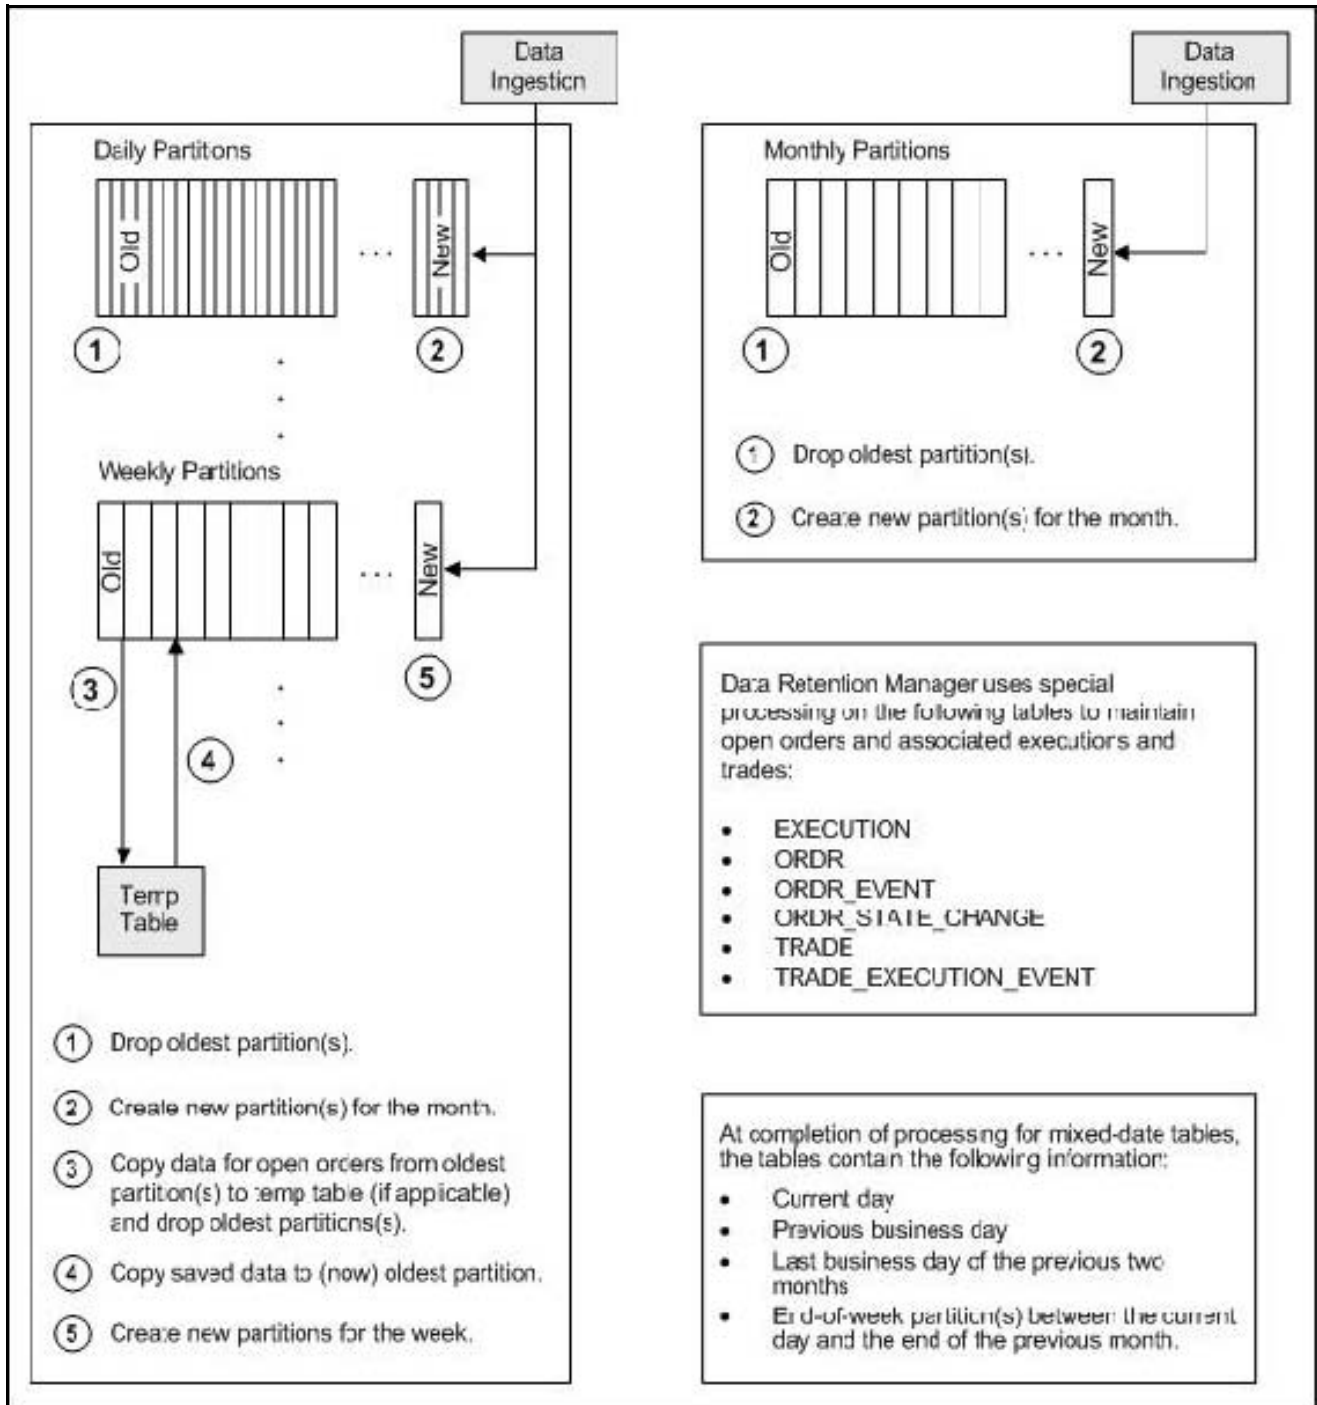 Data
Ingestion
Daily Partitions
Old
. . .
New
1
2
Weekly Partitions
Old
. . .
New
3
4
5
Temp
Table
1 Drop oldest partition(s).
2 Create new partition(s) for the month.
3 Copy data for open orders from oldest
partition(s) to temp table (if applicable)
and drop oldest partitions(s).
4 Copy saved data to (now) oldest partition.
5 Create new partitions for the week.
Data
Ingestion
Monthly Partitions
Old
. . .
New
1
2
1 Drop oldest partition(s).
2 Create new partition(s) for the month.
Data Retention Manager uses special
processing on the following tables to maintain
open orders and associated executions and
trades:
• EXECUTION
• ORDR
• ORDR_EVENT
• ORDR_STATE_CHANGE
• TRADE
• TRADE_EXECUTION_EVENT
At completion of processing for mixed-date tables,
the tables contain the following information:
• Current day
• Previous business day
• Last business day of the previous two
months
• End-of-week partition(s) between the current
day and the end of the previous month.